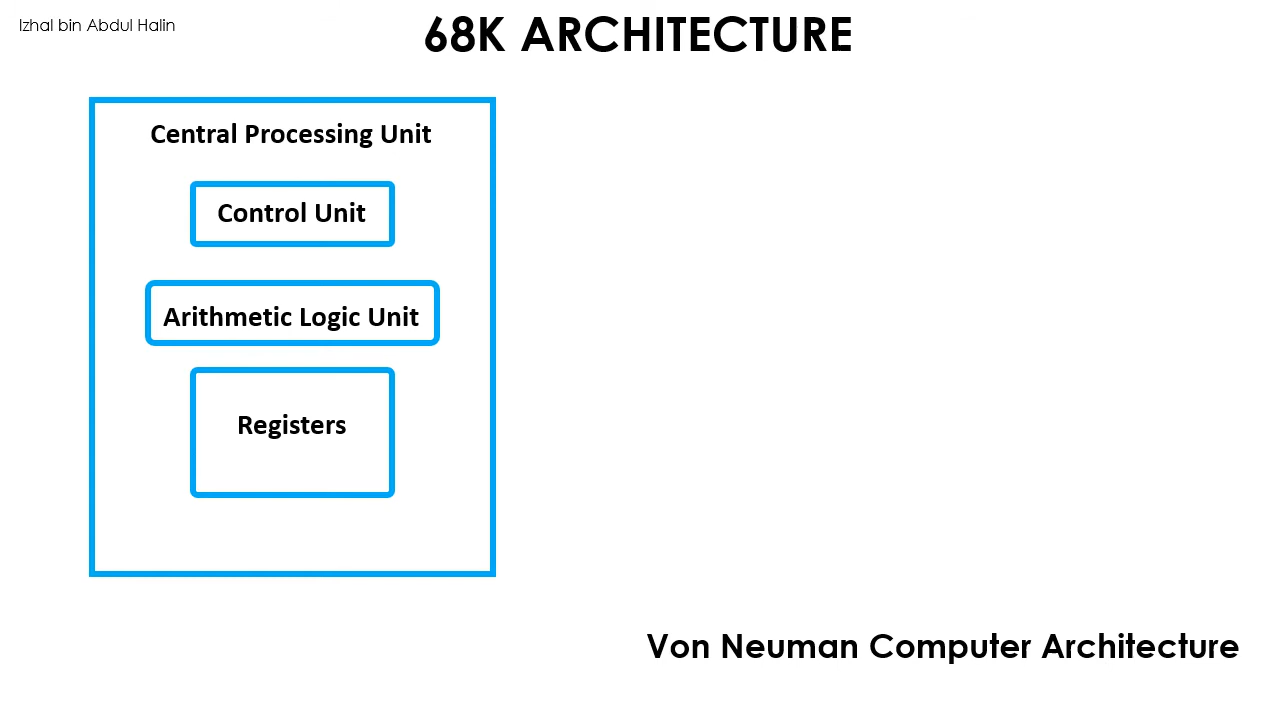 Izhal bin Abdul Halin
68K ARCHITECTURE
Central Processing Unit
Control Unit
Arithmetic Logic Unit
Registers
Von Neuman Computer Architecture